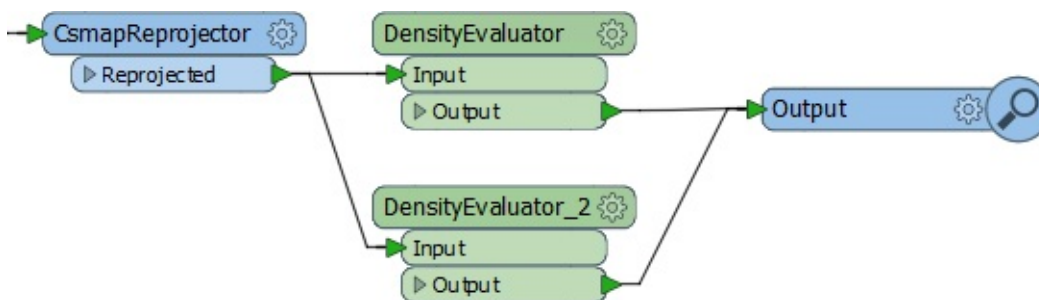 CsmapReprojector
Reprojected
DensityEvaluator
Input
Output
Output
DensityEvaluator_2
Input
Output